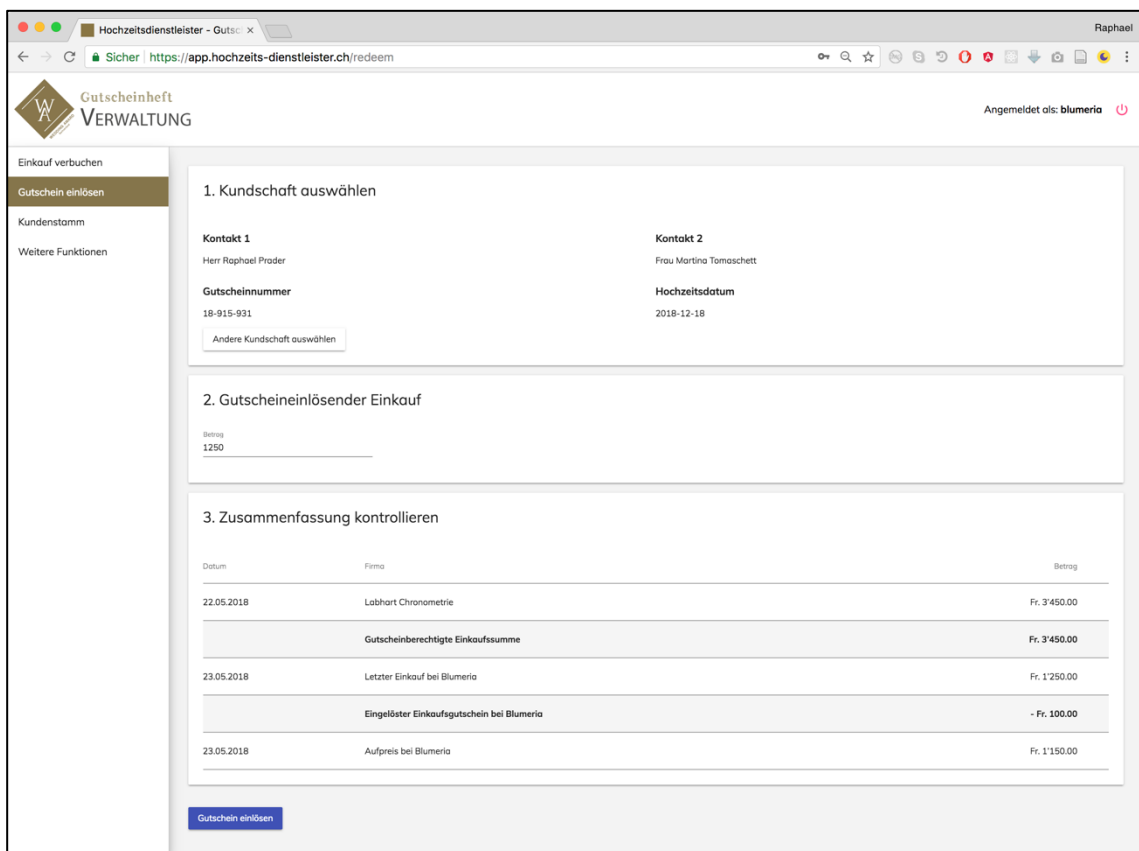 Hochzeitsdienstleister - Gutsc
Raphael
Sicher https://app.hochzeits-dienstleister.ch/redeem
WA
Gutscheinheft
VERWALTUNG
Angemeldet als: blumeria
Einkauf verbuchen
Gutschein einlösen
Kundenstamm
Weitere Funktionen
1. Kundschaft auswählen
Kontakt 1 Kontakt 2
Herr Raphael Prader Frau Martina Tomaschett
Gutscheinnummer Hochzeitsdatum
18-915-931 2018-12-18
Andere Kundschaft auswählen
2. Gutscheineinlösender Einkauf
Betrag
1250
3. Zusammenfassung kontrollieren
Datum Firma Betrag
22.05.2018 Labhart Chronometrie Fr. 3'450.00
Gutscheinberechtigte Einkaufssumme Fr. 3'450.00
23.05.2018 Letzter Einkauf bei Blumeria Fr. 1'250.00
Eingelöster Einkaufsgutschein bei Blumeria - Fr. 100.00
23.05.2018 Aufpreis bei Blumeria Fr. 1'150.00
Gutschein einlösen